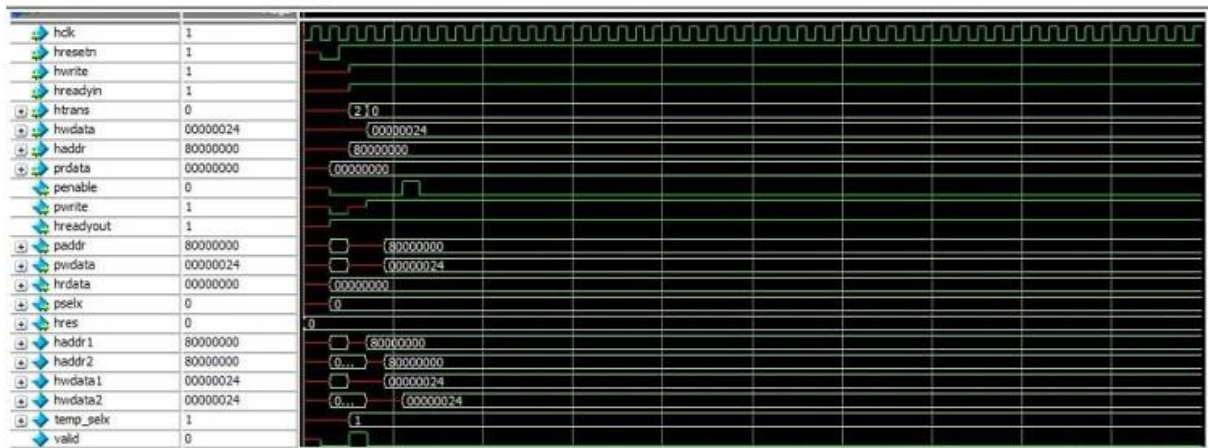 hclk 1
hresetn 1
hwrite 1
hreadyin 1
htrans 0 2 0
hwdata 00000024 00000024
haddr 80000000 80000000
prdata 00000000 00000000
penable 0
pwrite 1
hreadyout 1
paddr 80000000 80000000
pwdata 00000024 00000024
hrdata 00000000 00000000
pselx 0 0
hres 0 0
haddr1 80000000 80000000
haddr2 80000000 0... 80000000
hwdata1 00000024 00000024
hwdata2 00000024 0... 00000024
temp_selx 1 1
valid 0